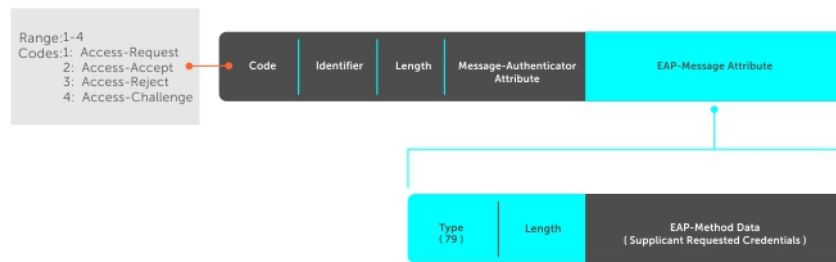 Range:1-4
Codes:1: Access-Request
2: Access-Accept
3: Access-Reject
4: Access-Challenge
Code
Identifier
Length
Message-Authenticator
Attribute
EAP-Message Attribute
Type
( 79 )
Length
EAP-Method Data
( Supplicant Requested Credentials )